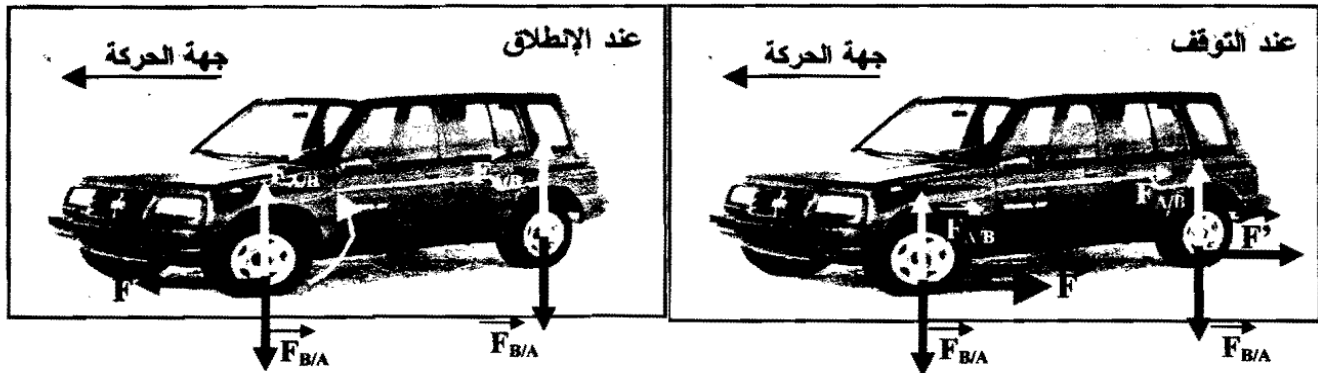 عند التوقف
جهة الحركة
F_A/B
F_A/B
F'
F
F_B/A
F_B/A
عند الإنطلاق
جهة الحركة
F
F_B/A
F_B/A